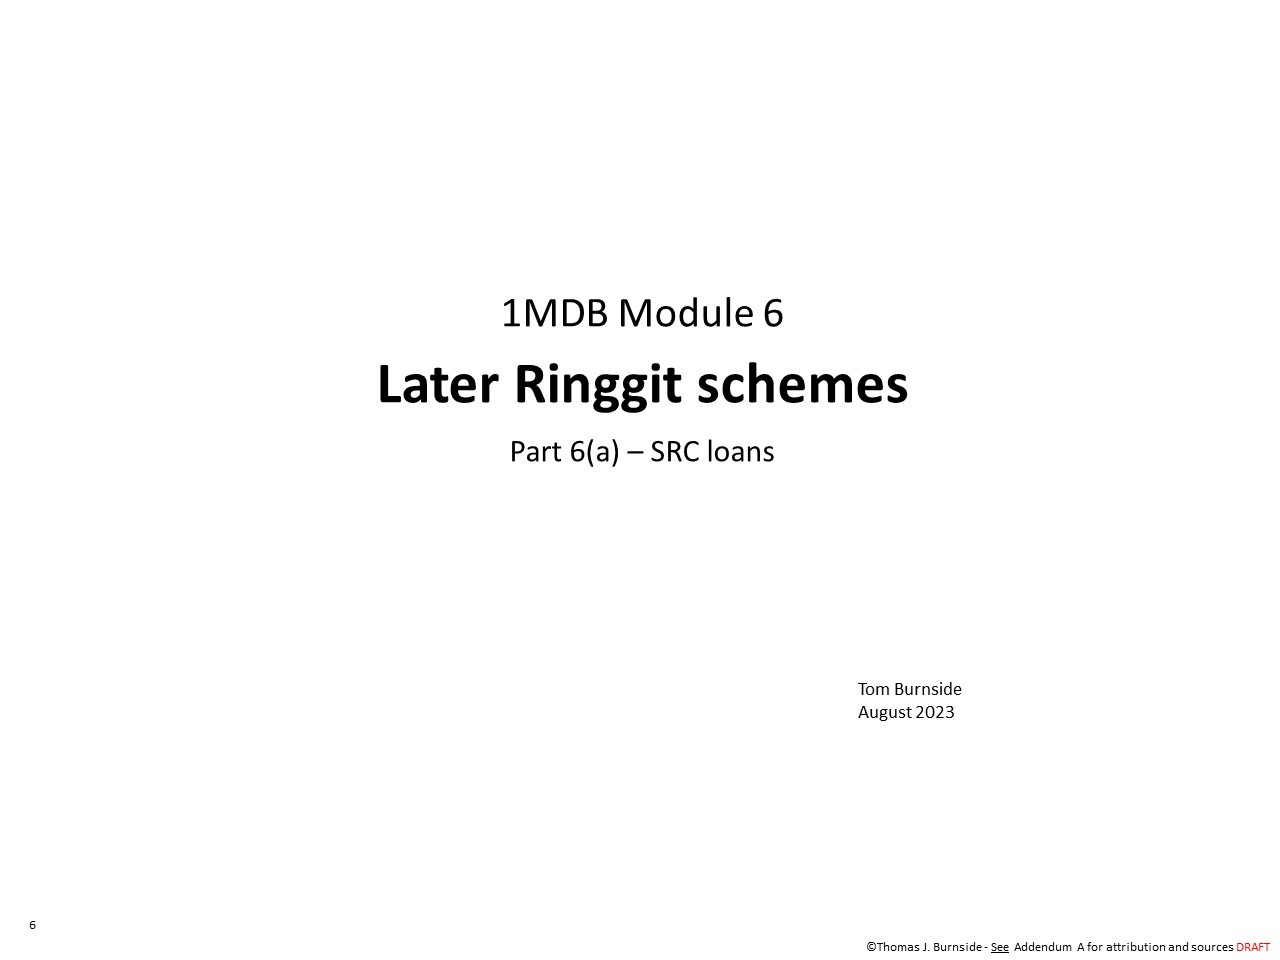 1MDB Module 6
Later Ringgit schemes
Part 6(a) – SRC loans
Tom Burnside
August 2023
6
©Thomas J. Burnside - See Addendum A for attribution and sources DRAFT